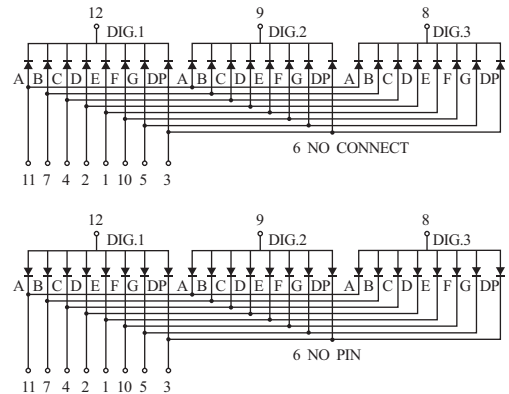 12 9 8
DIG.1 DIG.2 DIG.3
A B C D E F G DP A B C D E F G DP A B C D E F G DP
6 NO CONNECT
11 7 4 2 1 10 5 3
12 9 8
DIG.1 DIG.2 DIG.3
A B C D E F G DP A B C D E F G DP A B C D E F G DP
6 NO PIN
11 7 4 2 1 10 5 3